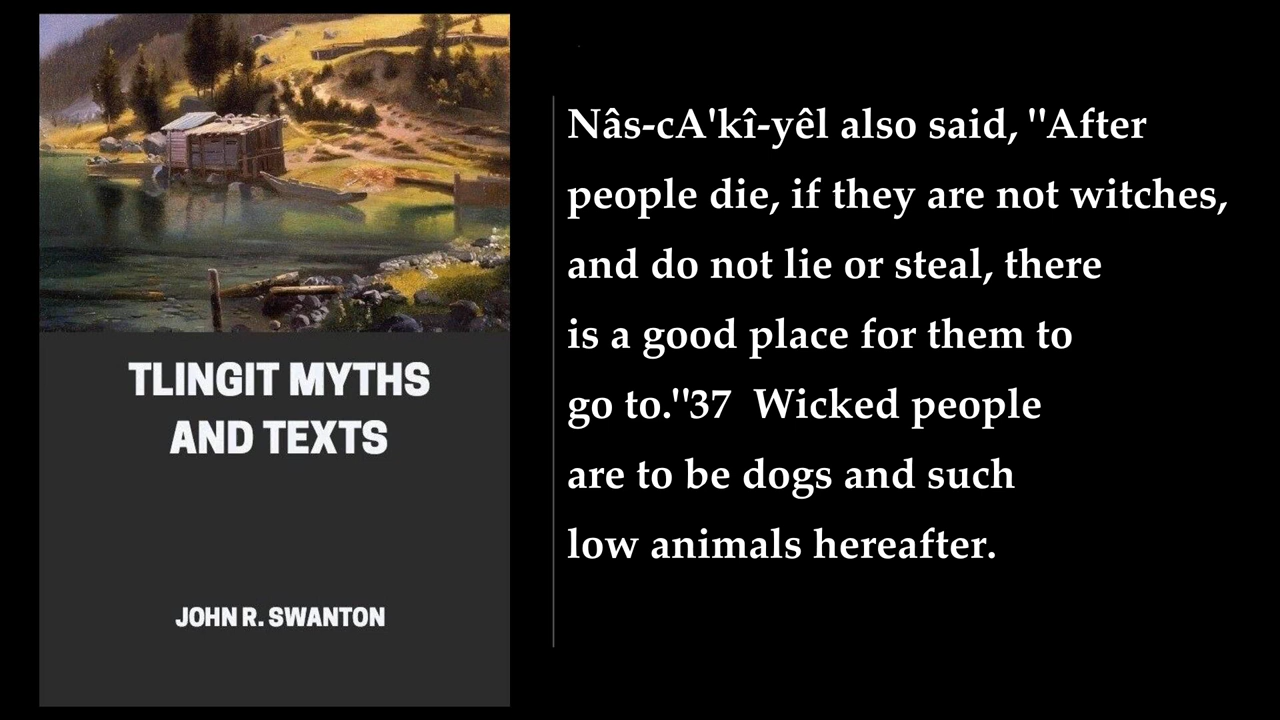 TLINGIT MYTHS
AND TEXTS
JOHN R. SWANTON
Nâs-cA'kî-yêl also said, "After
people die, if they are not witches,
and do not lie or steal, there
is a good place for them to
go to."37  Wicked people
are to be dogs and such
low animals hereafter.